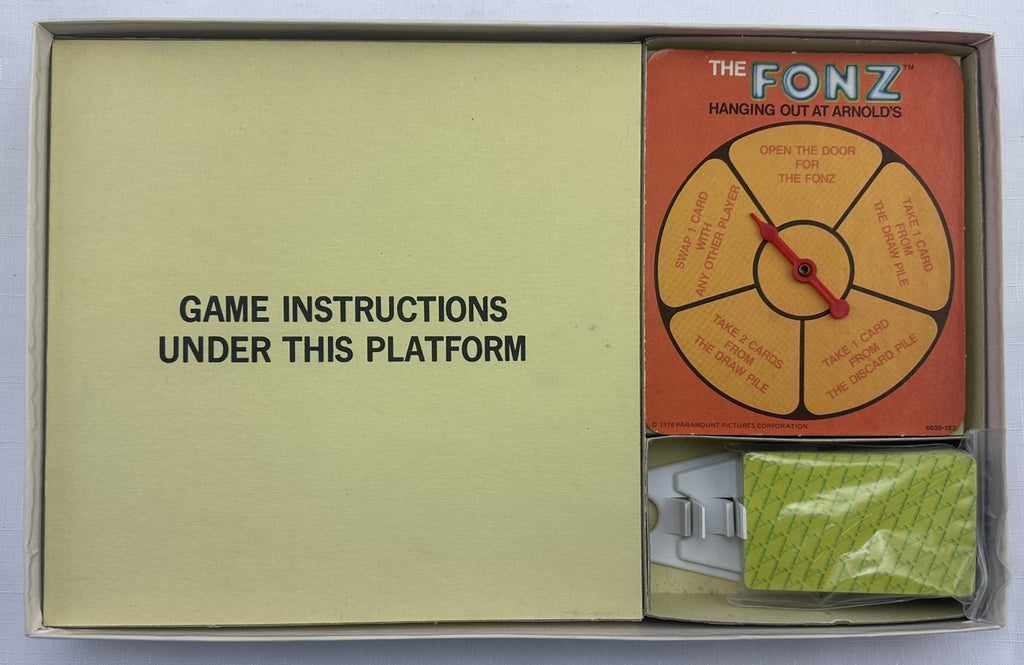 GAME INSTRUCTIONS
UNDER THIS PLATFORM
THE FONZ™
HANGING OUT AT ARNOLD'S
OPEN THE DOOR
FOR
THE FONZ
TAKE 1 CARD
FROM
THE DRAW PILE
TAKE 1 CARD
FROM
THE DISCARD PILE
TAKE 2 CARDS
FROM
THE DRAW PILE
SWAP 1 CARD
WITH
ANY OTHER PLAYER
© 1976 PARAMOUNT PICTURES CORPORATION
4635-1X2